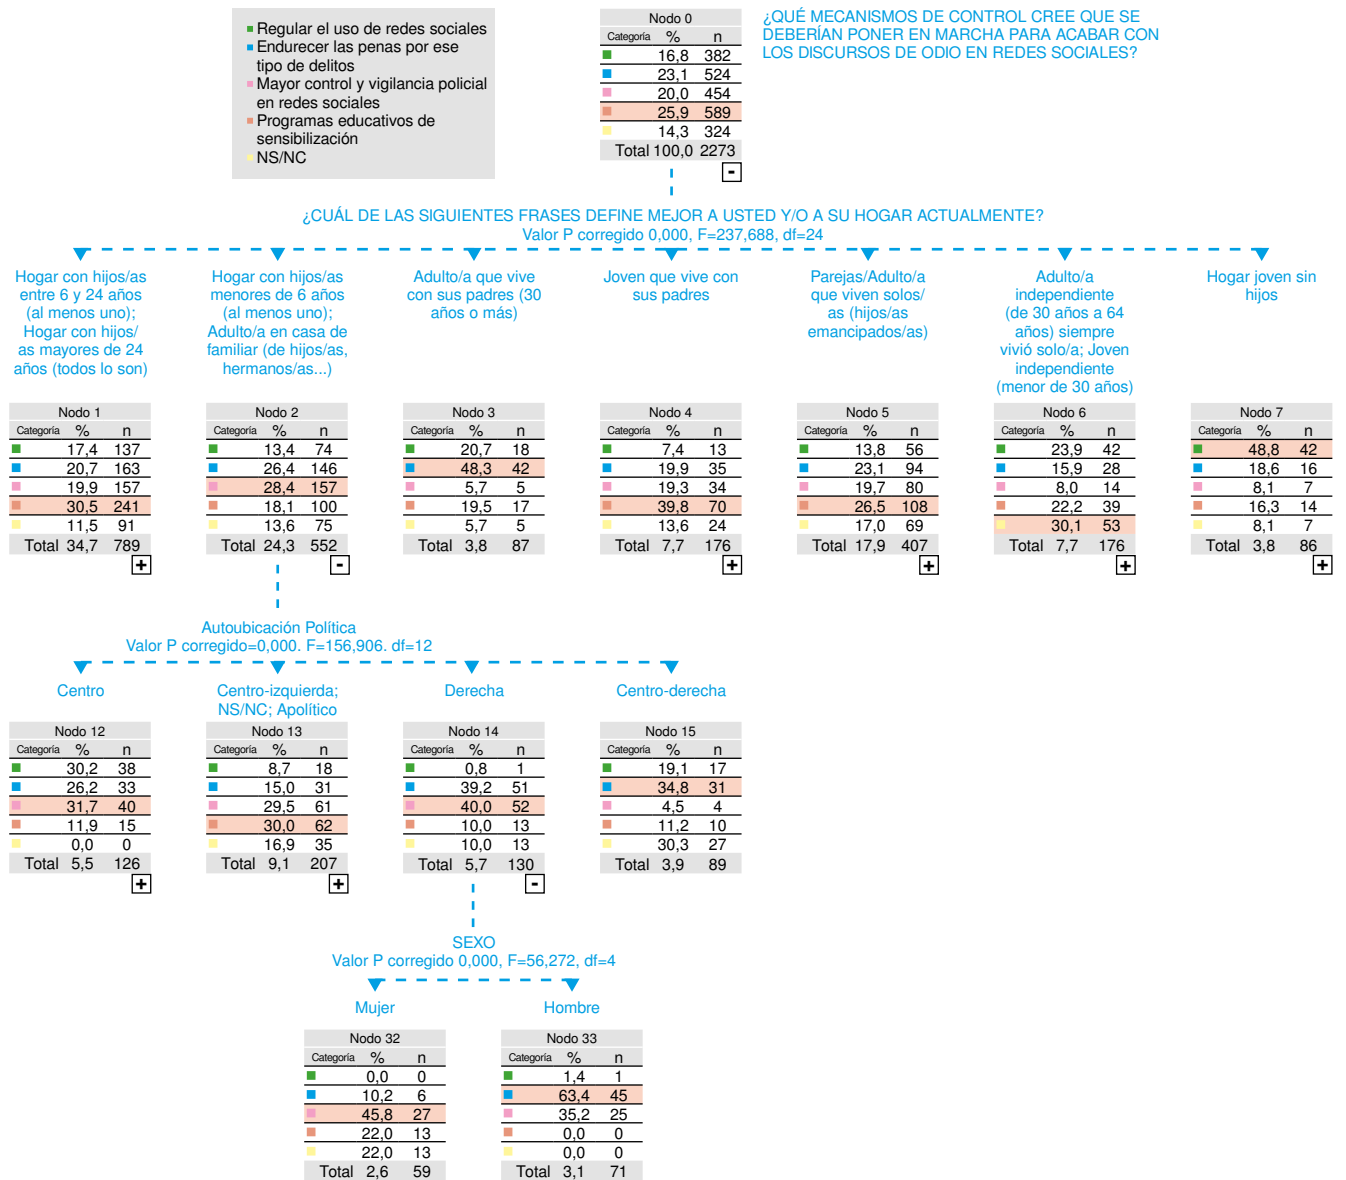 Regular el uso de redes sociales
Endurecer las penas por ese
tipo de delitos
Mayor control y vigilancia policial
en redes sociales
Programas educativos de
sensibilización
NS/NC
Nodo 0
Categoría % n
16,8 382
23,1 524
20,0 454
25,9 589
14,3 324
Total 100,0 2273
-
¿QUÉ MECANISMOS DE CONTROL CREE QUE SE
DEBERÍAN PONER EN MARCHA PARA ACABAR CON
LOS DISCURSOS DE ODIO EN REDES SOCIALES?
¿CUÁL DE LAS SIGUIENTES FRASES DEFINE MEJOR A USTED Y/O A SU HOGAR ACTUALMENTE?
Valor P corregido 0,000, F=237,688, df=24
Hogar con hijos/as
entre 6 y 24 años
(al menos uno);
Hogar con hijos/
as mayores de 24
años (todos lo son)
Hogar con hijos/as
menores de 6 años
(al menos uno);
Adulto/a en casa de
familiar (de hijos/as,
hermanos/as...)
Adulto/a que vive
con sus padres (30
años o más)
Joven que vive con
sus padres
Parejas/Adulto/a
que viven solos/
as (hijos/as
emancipados/as)
Adulto/a
independiente
(de 30 años a 64
años) siempre
vivió solo/a; Joven
independiente
(menor de 30 años)
Hogar joven sin
hijos
Nodo 1
Categoría % n
17,4 137
20,7 163
19,9 157
30,5 241
11,5 91
Total 34,7 789
+
Nodo 2
Categoría % n
13,4 74
26,4 146
28,4 157
18,1 100
13,6 75
Total 24,3 552
-
Nodo 3
Categoría % n
20,7 18
48,3 42
5,7 5
19,5 17
5,7 5
Total 3,8 87
Nodo 4
Categoría % n
7,4 13
19,9 35
19,3 34
39,8 70
13,6 24
Total 7,7 176
+
Nodo 5
Categoría % n
13,8 56
23,1 94
19,7 80
26,5 108
17,0 69
Total 17,9 407
+
Nodo 6
Categoría % n
23,9 42
15,9 28
8,0 14
22,2 39
30,1 53
Total 7,7 176
+
Nodo 7
Categoría % n
48,8 42
18,6 16
8,1 7
16,3 14
8,1 7
Total 3,8 86
+
Autoubicación Política
Valor P corregido=0,000. F=156,906. df=12
Centro
Centro-izquierda;
NS/NC; Apolítico
Derecha
Centro-derecha
Nodo 12
Categoría % n
30,2 38
26,2 33
31,7 40
11,9 15
0,0 0
Total 5,5 126
+
Nodo 13
Categoría % n
8,7 18
15,0 31
29,5 61
30,0 62
16,9 35
Total 9,1 207
+
Nodo 14
Categoría % n
0,8 1
39,2 51
40,0 52
10,0 13
10,0 13
Total 5,7 130
-
Nodo 15
Categoría % n
19,1 17
34,8 31
4,5 4
11,2 10
30,3 27
Total 3,9 89
SEXO
Valor P corregido 0,000, F=56,272, df=4
Mujer
Hombre
Nodo 32
Categoría % n
0,0 0
10,2 6
45,8 27
22,0 13
22,0 13
Total 2,6 59
Nodo 33
Categoría % n
1,4 1
63,4 45
35,2 25
0,0 0
0,0 0
Total 3,1 71